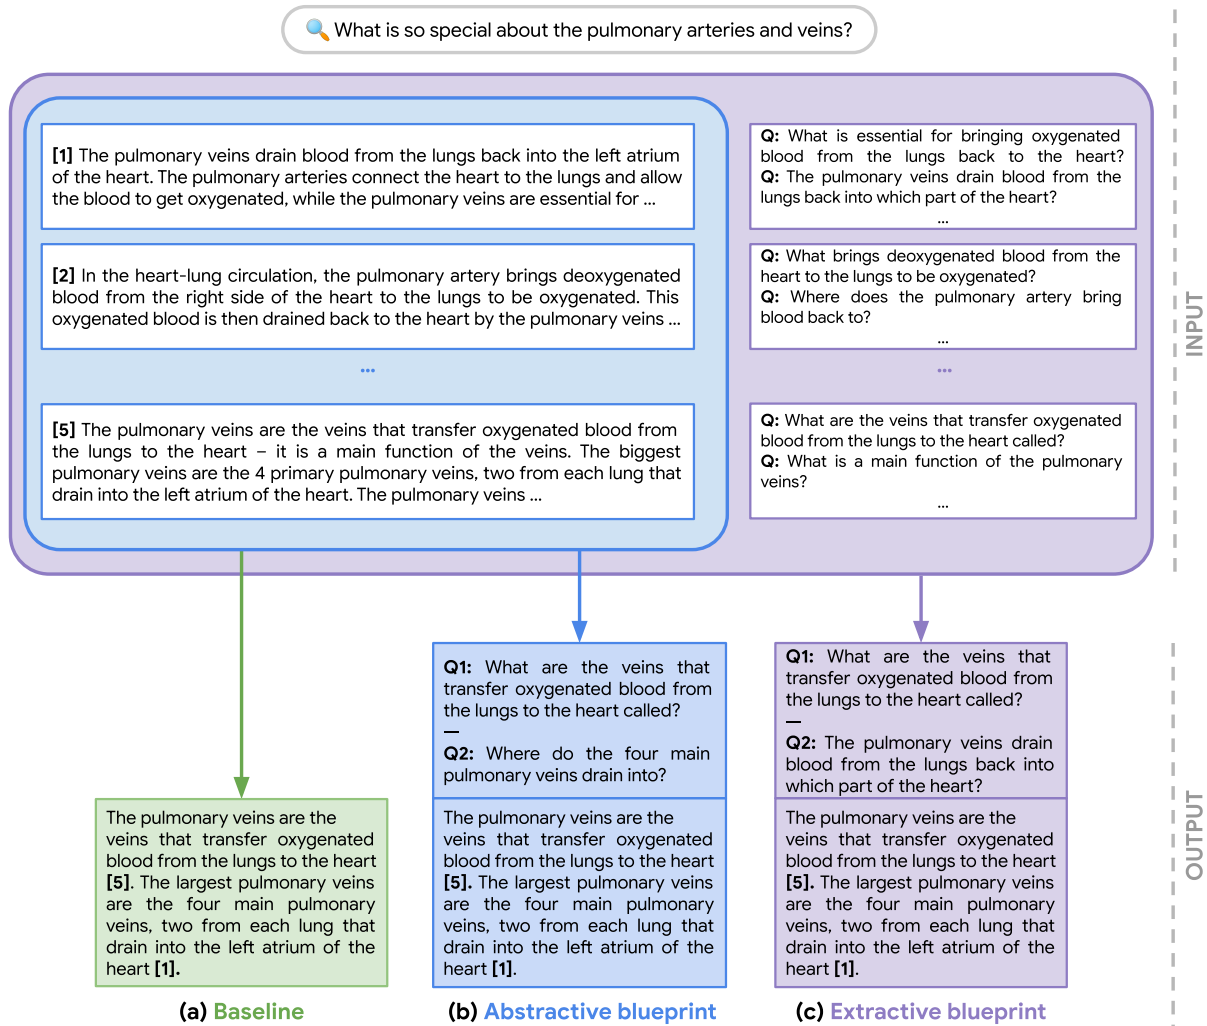 What is so special about the pulmonary arteries and veins?
[1] The pulmonary veins drain blood from the lungs back into the left atrium
of the heart. The pulmonary arteries connect the heart to the lungs and allow
the blood to get oxygenated, while the pulmonary veins are essential for ...
[2] In the heart-lung circulation, the pulmonary artery brings deoxygenated
blood from the right side of the heart to the lungs to be oxygenated. This
oxygenated blood is then drained back to the heart by the pulmonary veins ...
...
[5] The pulmonary veins are the veins that transfer oxygenated blood from
the lungs to the heart – it is a main function of the veins. The biggest
pulmonary veins are the 4 primary pulmonary veins, two from each lung that
drain into the left atrium of the heart. The pulmonary veins ...
Q: What is essential for bringing oxygenated
blood from the lungs back to the heart?
Q: The pulmonary veins drain blood from the
lungs back into which part of the heart?
...
Q: What brings deoxygenated blood from the
heart to the lungs to be oxygenated?
Q: Where does the pulmonary artery bring
blood back to?
...
...
Q: What are the veins that transfer oxygenated
blood from the lungs to the heart called?
Q: What is a main function of the pulmonary
veins?
...
INPUT
The pulmonary veins are the
veins that transfer oxygenated
blood from the lungs to the heart
[5]. The largest pulmonary veins
are the four main pulmonary
veins, two from each lung that
drain into the left atrium of the
heart [1].
(a) Baseline
Q1: What are the veins that
transfer oxygenated blood from
the lungs to the heart called?
—
Q2: Where do the four main
pulmonary veins drain into?
The pulmonary veins are the
veins that transfer oxygenated
blood from the lungs to the heart
[5]. The largest pulmonary veins
are the four main pulmonary
veins, two from each lung that
drain into the left atrium of the
heart [1].
(b) Abstractive blueprint
Q1: What are the veins that
transfer oxygenated blood from
the lungs to the heart called?
—
Q2: The pulmonary veins drain
blood from the lungs back into
which part of the heart?
The pulmonary veins are the
veins that transfer oxygenated
blood from the lungs to the heart
[5]. The largest pulmonary veins
are the four main pulmonary
veins, two from each lung that
drain into the left atrium of the
heart [1].
(c) Extractive blueprint
OUTPUT